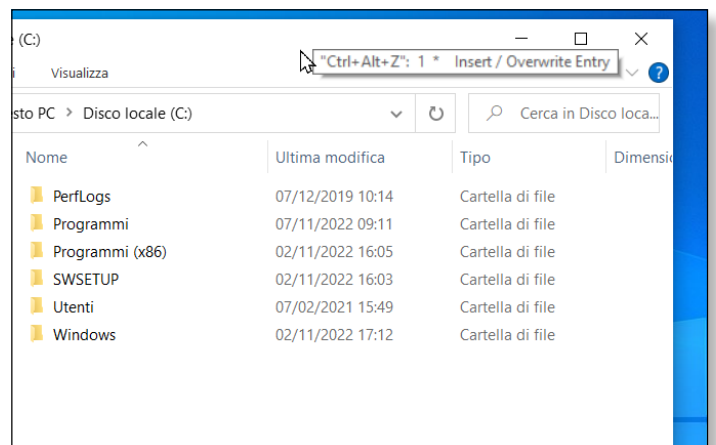 (C:)
"Ctrl+Alt+Z": 1 * Insert / Overwrite Entry
Visualizza
?
sto PC > Disco locale (C:)
Cerca in Disco loca...
Nome Ultima modifica Tipo Dimensi
PerfLogs 07/12/2019 10:14 Cartella di file
Programmi 07/11/2022 09:11 Cartella di file
Programmi (x86) 02/11/2022 16:05 Cartella di file
SWSETUP 02/11/2022 16:03 Cartella di file
Utenti 07/02/2021 15:49 Cartella di file
Windows 02/11/2022 17:12 Cartella di file